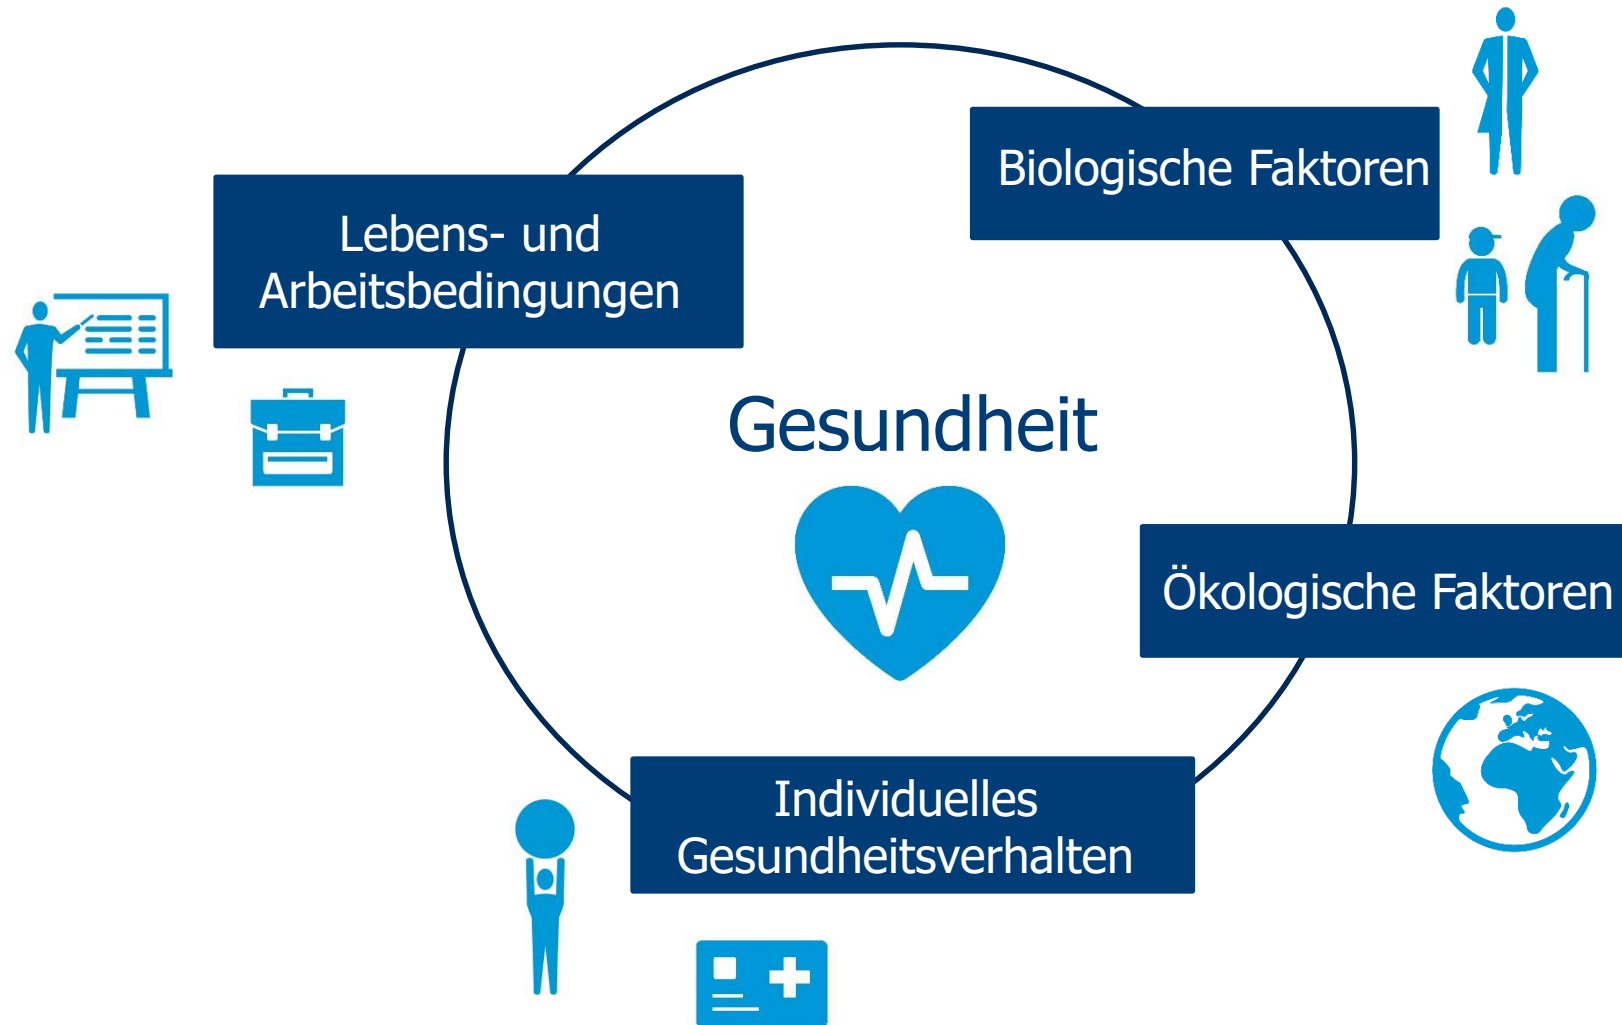 Biologische Faktoren
Lebens- und
Arbeitsbedingungen
Gesundheit
Ökologische Faktoren
Individuelles
Gesundheitsverhalten